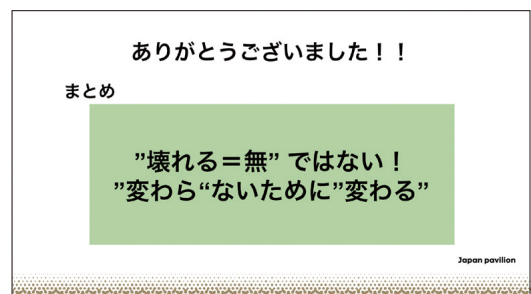 ありがとうございました！！
まとめ
”壊れる＝無” ではない！
”変わら“ないために”変わる”
Japan pavilion